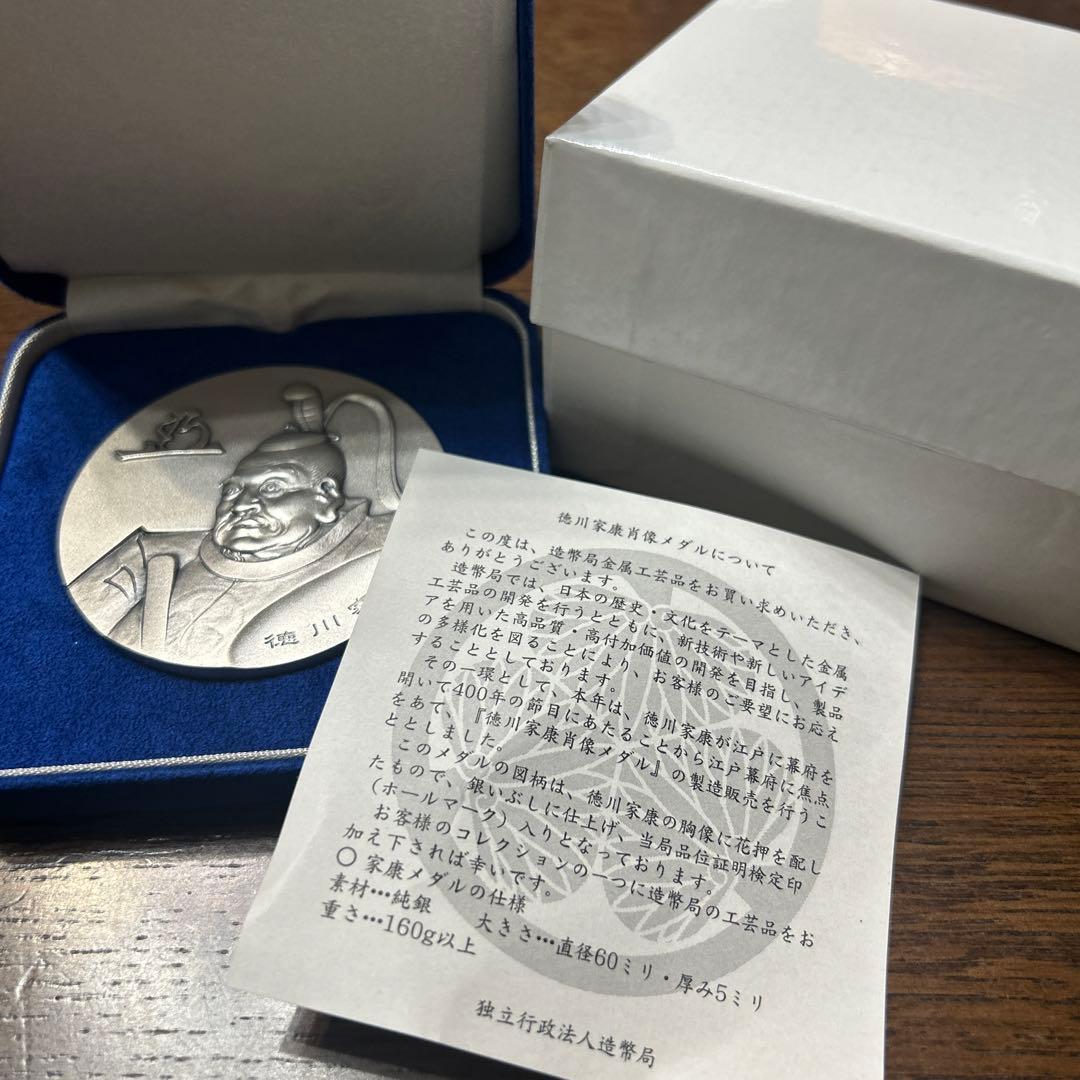 徳川
徳川家康肖像メダルについて
この度は、造幣局金属工芸品をお買い求めいただき、
ありがとうございます。
造幣局では、日本の歴史・文化をテーマとした金属
工芸品の開発を行うとともに、新技術や新しいアイデ
アを用いた高品質・高付加価値の開発を目指し、製品
の多様化を図ることにより、お客様のご要望にお応え
することとしております。
その一環として、本年は、徳川家康が江戸に幕府を
開いて400年の節目にあたることから江戸幕府に焦点
をあて、『徳川家康肖像メダル』の製造販売を行うこ
ととしました。
このメダルの図柄は、徳川家康の胸像に花押を配し
たもので、銀いぶしに仕上げ、当局品位証明検定印
(ホールマーク)入りとなっております。
お客様のコレクションの一つに造幣局の工芸品をお
加え下されば幸いです。
○ 家康メダルの仕様
素材…純銀 大きさ…直径60ミリ・厚み5ミリ
重さ…160g以上
独立行政法人造幣局